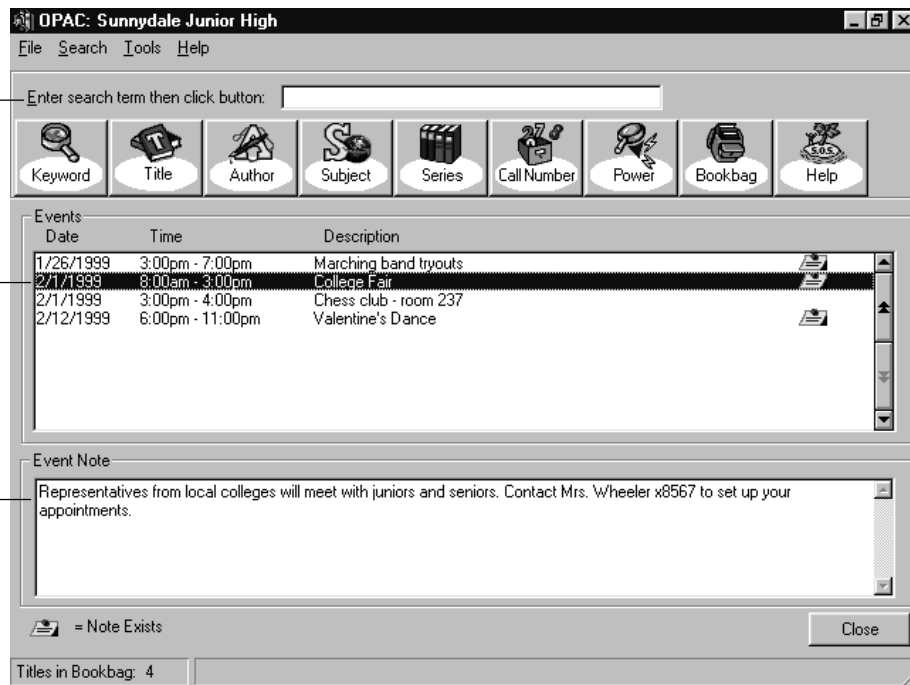 OPAC: Sunnydale Junior High
File Search Tools Help
Enter search term then click button:
Keyword Title Author Subject Series Call Number Power Bookbag Help
S.O.S.
Events
Date Time Description
1/26/1999 3:00pm - 7:00pm Marching band tryouts
2/1/1999 8:00am - 3:00pm College Fair
2/1/1999 3:00pm - 4:00pm Chess club - room 237
2/12/1999 6:00pm - 11:00pm Valentine's Dance
Event Note
Representatives from local colleges will meet with juniors and seniors. Contact Mrs. Wheeler x8567 to set up your
appointments.
= Note Exists
Close
Titles in Bookbag: 4